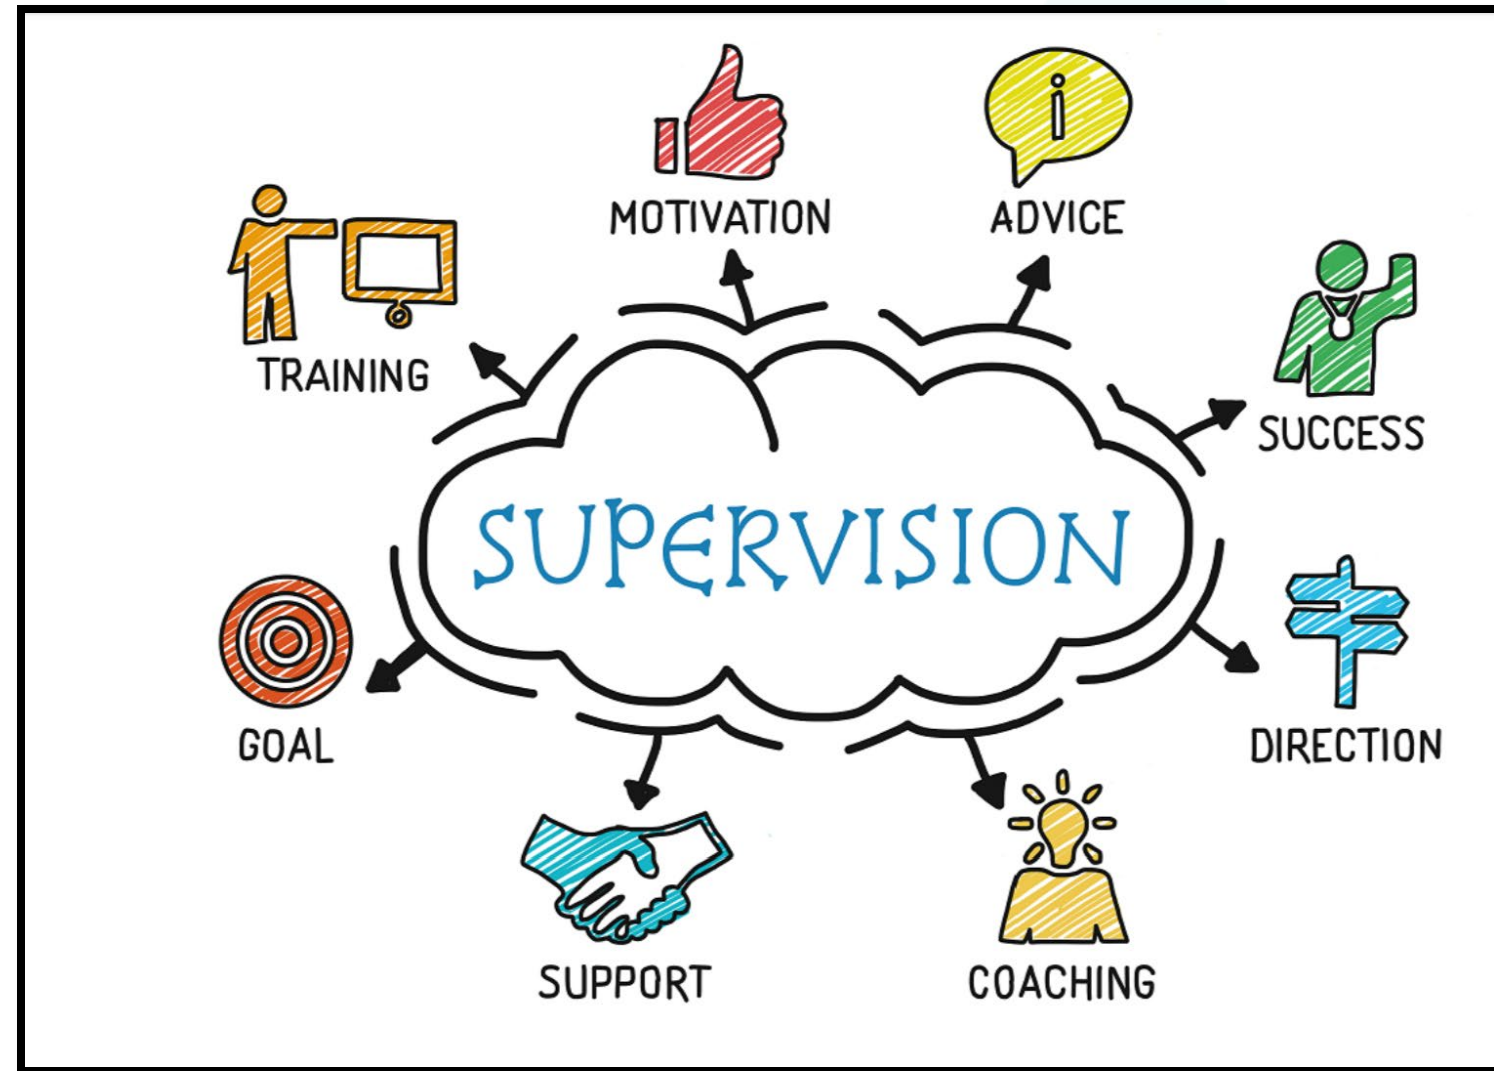 MOTIVATION
ADVICE
TRAINING
SUCCESS
SUPERVISION
GOAL
DIRECTION
SUPPORT
COACHING